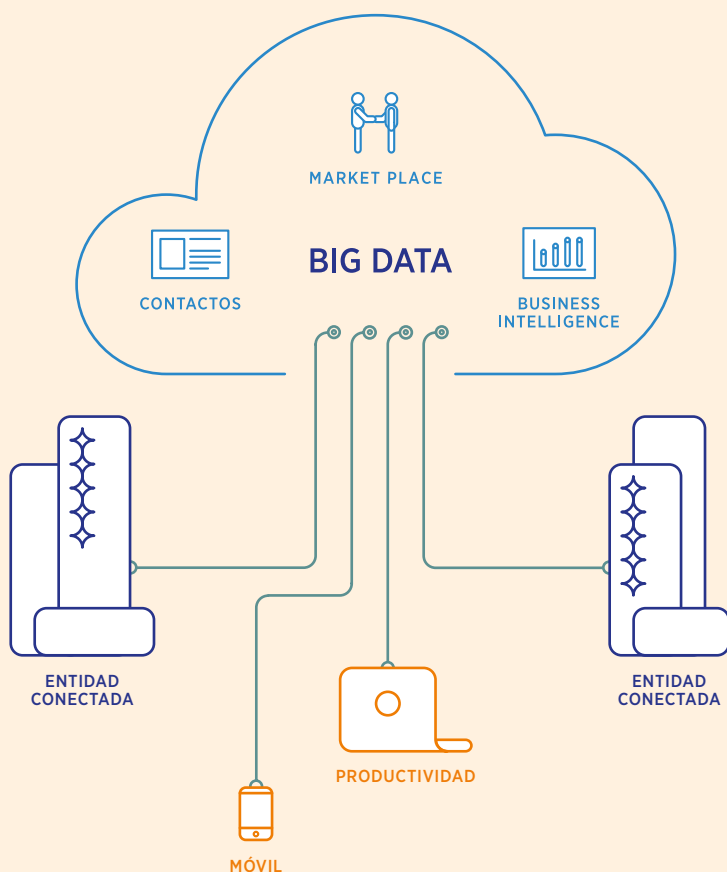 MARKET PLACE
BIG DATA
CONTACTOS
BUSINESS
INTELLIGENCE
ENTIDAD
CONECTADA
ENTIDAD
CONECTADA
PRODUCTIVIDAD
MÓVIL